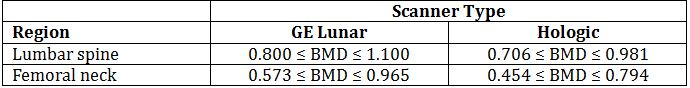 Scanner Type
Region GE Lunar Hologic
Lumbar spine 0.800 ≤ BMD ≤ 1.100 0.706 ≤ BMD ≤ 0.981
Femoral neck 0.573 ≤ BMD ≤ 0.965 0.454 ≤ BMD ≤ 0.794